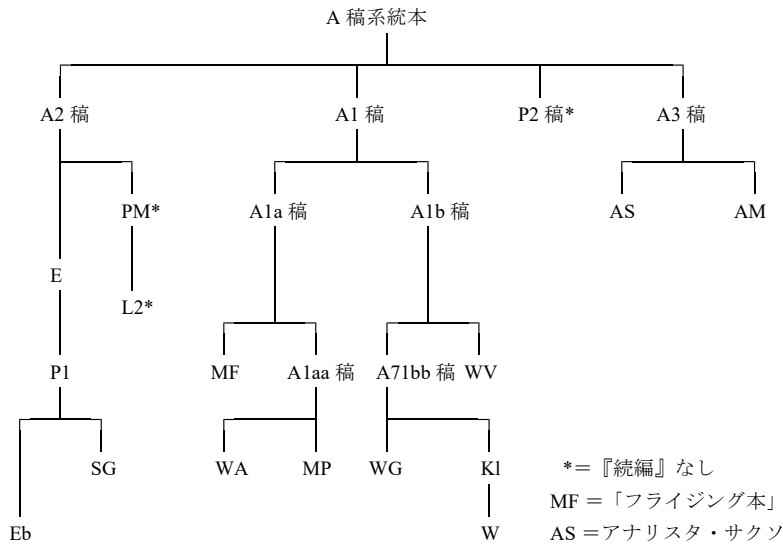 A 稿系統本
A2 稿 A1 稿 P2 稿* A3 稿
PM* A1a 稿 A1b 稿 AS AM
E
L2*
P1 MF A1aa 稿 A71bb 稿 WV
SG WA MP WG Kl *=『続編』なし
MF =「フライジング本」
Eb W AS =アナリスタ・サクソ